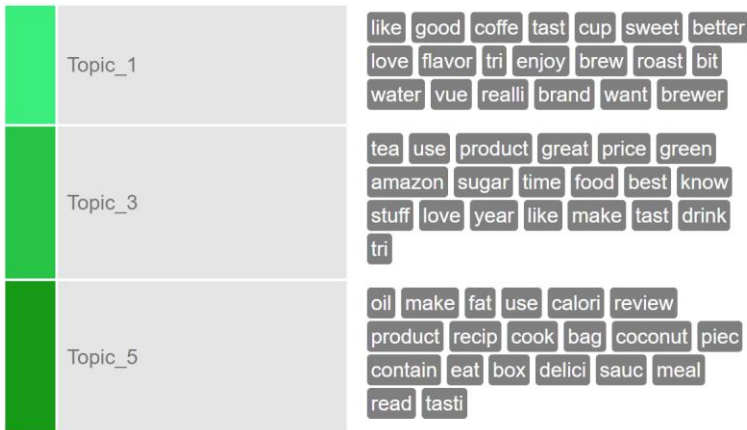 Topic_1
like good coffe tast cup sweet better
love flavor tri enjoy brew roast bit
water vue realli brand want brewer
Topic_3
tea use product great price green
amazon sugar time food best know
stuff love year like make tast drink
tri
Topic_5
oil make fat use calori review
product recip cook bag coconut piec
contain eat box delici sauc meal
read tasti